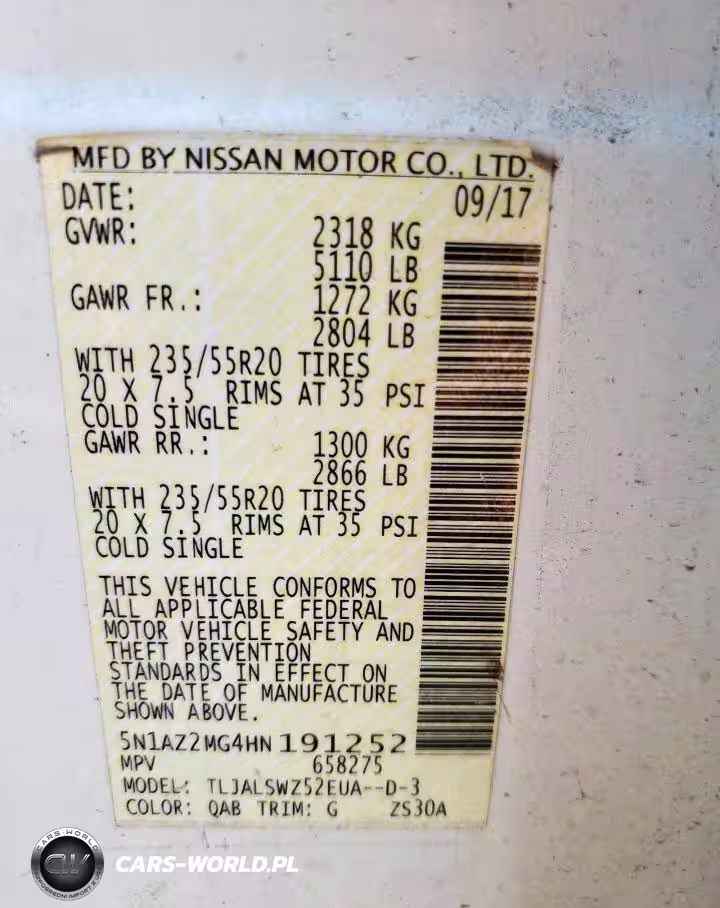 MFD BY NISSAN MOTOR CO., LTD.
DATE: 09/17
GVWR: 2318 KG
5110 LB
GAWR FR.: 1272 KG
2804 LB
WITH 235/55R20 TIRES
20 X 7.5 RIMS AT 35 PSI
COLD SINGLE
GAWR RR.: 1300 KG
2866 LB
WITH 235/55R20 TIRES
20 X 7.5 RIMS AT 35 PSI
COLD SINGLE
THIS VEHICLE CONFORMS TO
ALL APPLICABLE FEDERAL
MOTOR VEHICLE SAFETY AND
THEFT PREVENTION
STANDARDS IN EFFECT ON
THE DATE OF MANUFACTURE
SHOWN ABOVE.
5N1AZ2MG4HN191252
MPV 658275
MODEL: TLJALSWZ52EUA--D-3
COLOR: QAB TRIM: G ZS30A
CARS-WORLD
CW
CARS-WORLD.PL